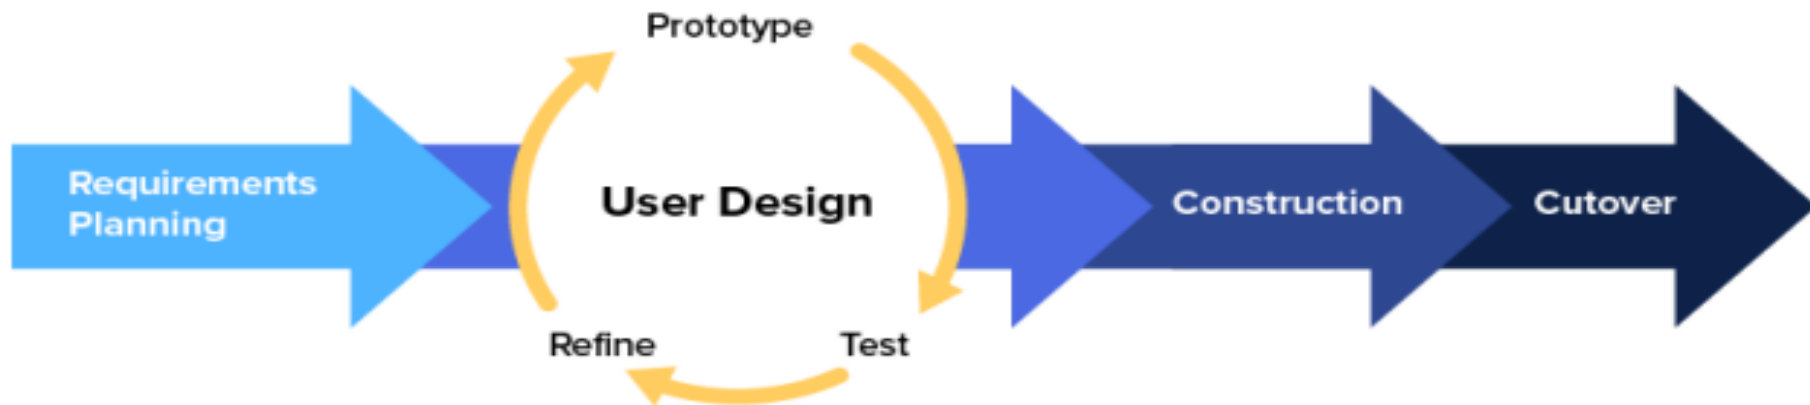 Prototype
Requirements
Planning
User Design
Construction
Cutover
Refine
Test